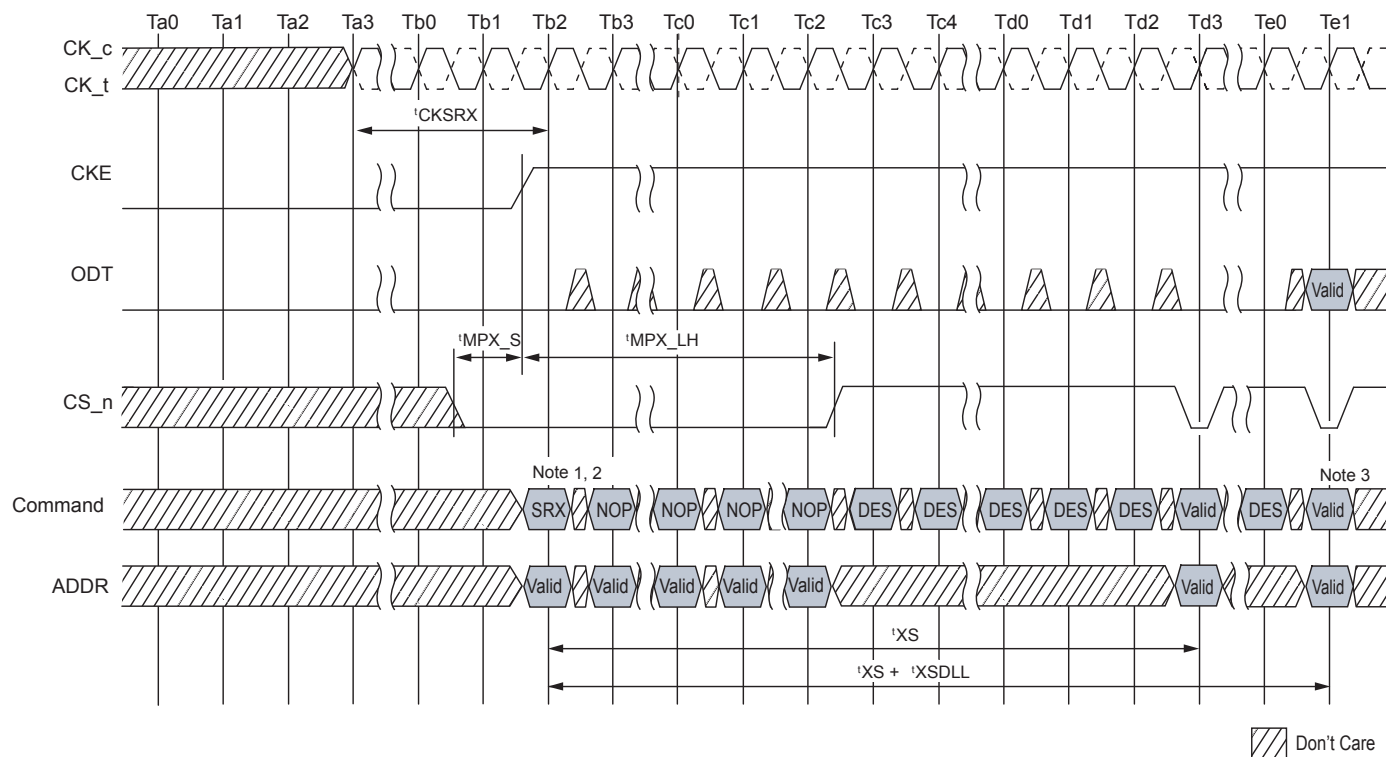 Ta0 Ta1 Ta2 Ta3 Tb0 Tb1 Tb2 Tb3 Tc0 Tc1 Tc2 Tc3 Tc4 Td0 Td1 Td2 Td3 Te0 Te1
CK_c
CK_t
tCKSRX
CKE
ODT
Valid
tMPX_S tMPX_LH
CS_n
Note 1, 2 Note 3
Command SRX NOP NOP NOP NOP DES DES DES DES DES Valid DES Valid
ADDR Valid Valid Valid Valid Valid Valid Valid
tXS
tXS + tXSDLL
Don't Care